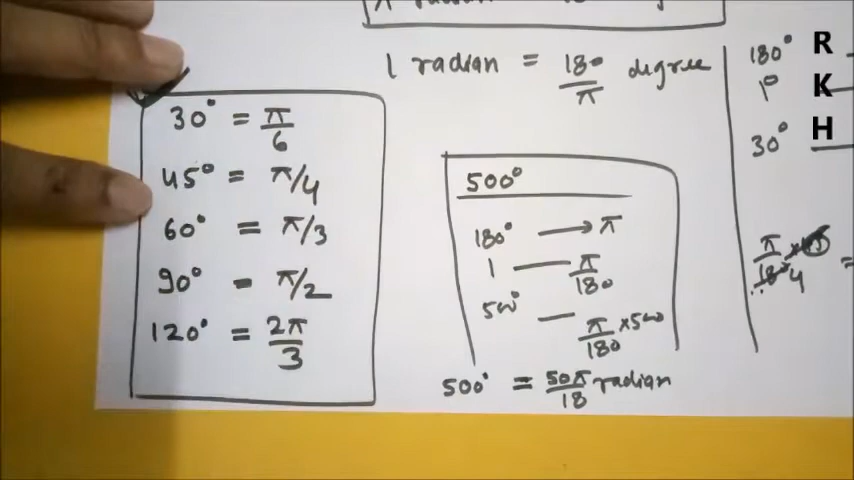 1 radian = 180/π degree
30° = π/6
45° = π/4
60° = π/3
90° = π/2
120° = 2π/3
500°
180° → π
1 — π/180
500° — π/180 × 500
500° = 50π/18 radian
180°
1°
30°
R
K
H